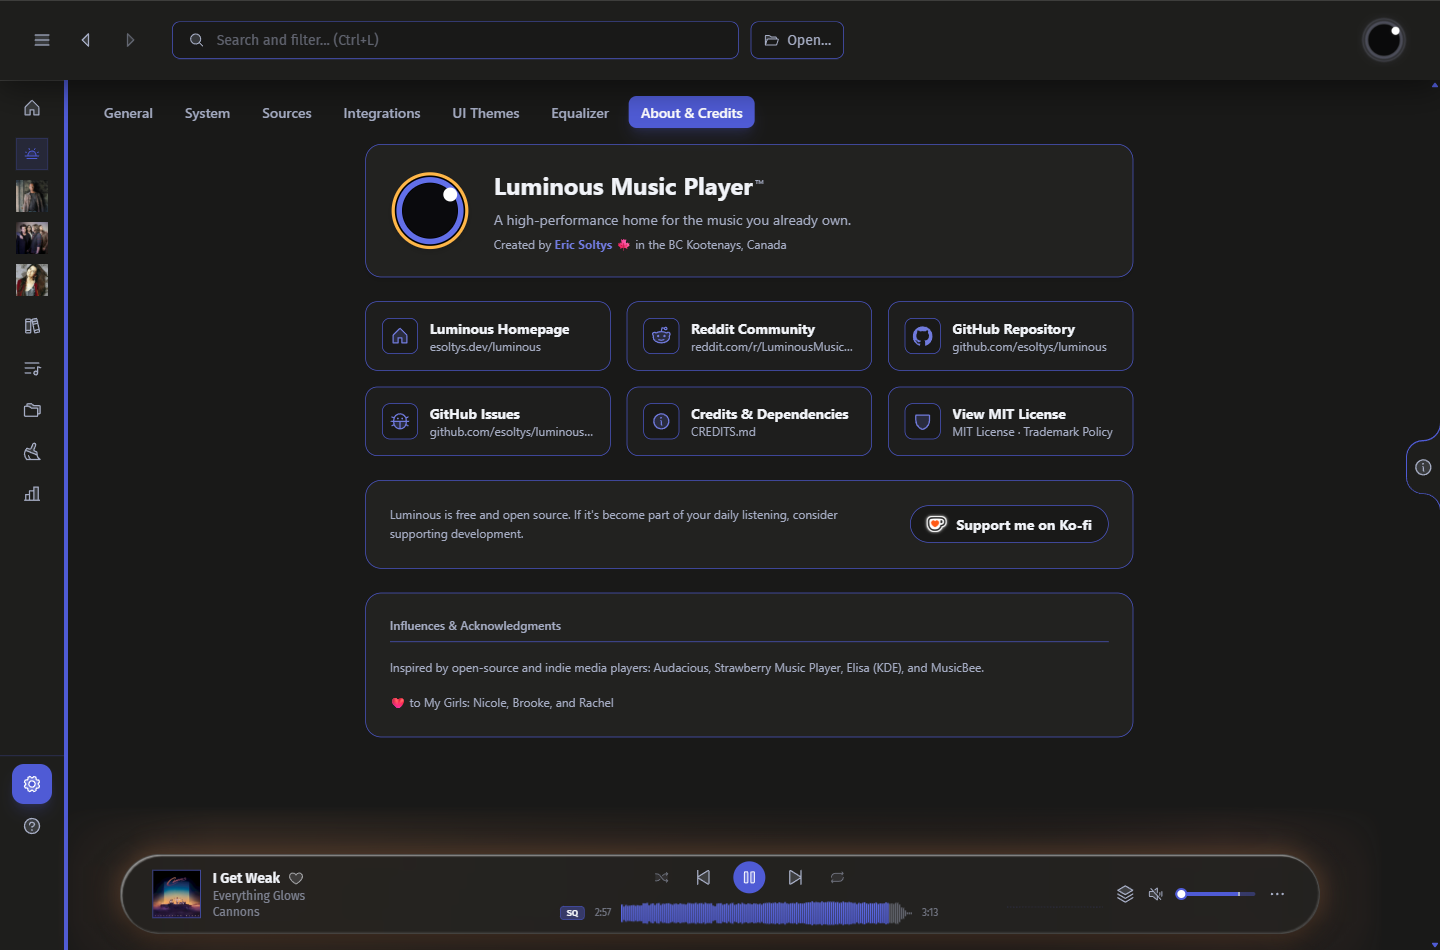 Search and filter... (Ctrl+L)
Open...
General
System
Sources
Integrations
UI Themes
Equalizer
About & Credits
Luminous Music Player™
A high-performance home for the music you already own.
Created by Eric Soltys in the BC Kootenays, Canada
Luminous Homepage
esoltys.dev/luminous
Reddit Community
reddit.com/r/LuminousMusic...
GitHub Repository
github.com/esoltys/luminous
GitHub Issues
github.com/esoltys/luminous...
Credits & Dependencies
CREDITS.md
View MIT License
MIT License · Trademark Policy
Luminous is free and open source. If it's become part of your daily listening, consider
supporting development.
Support me on Ko-fi
Influences & Acknowledgments
Inspired by open-source and indie media players: Audacious, Strawberry Music Player, Elisa (KDE), and MusicBee.
❤️ to My Girls: Nicole, Brooke, and Rachel
I Get Weak
Everything Glows
Cannons
SQ
2:57
3:13